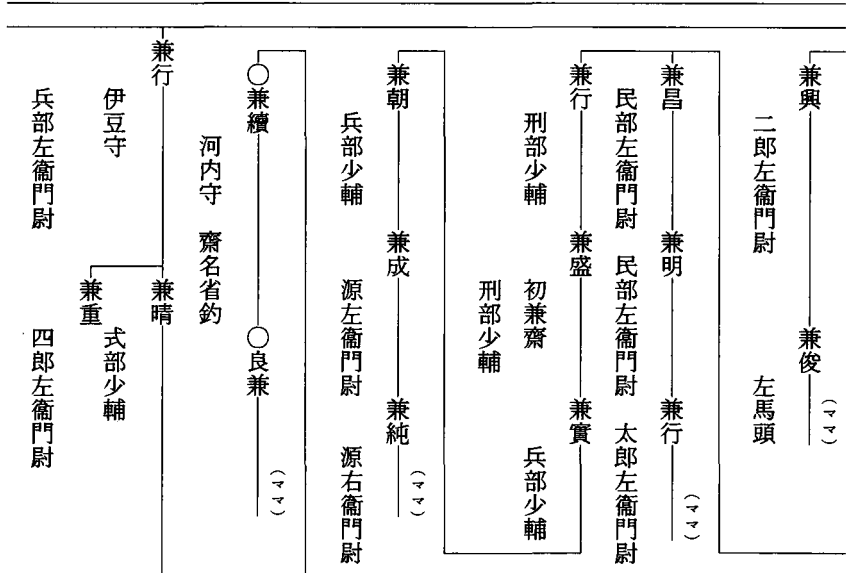 兼興
二郎左衞門尉
兼俊
左馬頭
(ママ)
兼昌
民部左衞門尉
兼明
民部左衞門尉
兼行
太郎左衞門尉
(ママ)
兼行
刑部少輔
兼盛
初兼齋
刑部少輔
兼實
兵部少輔
兼朝
兵部少輔
兼成
源左衞門尉
兼純
源右衞門尉
(ママ)
○兼續
河内守 齋名省釣
○良兼
(ママ)
兼行
伊豆守
兵部左衞門尉
兼晴
式部少輔
兼重
四郎左衞門尉